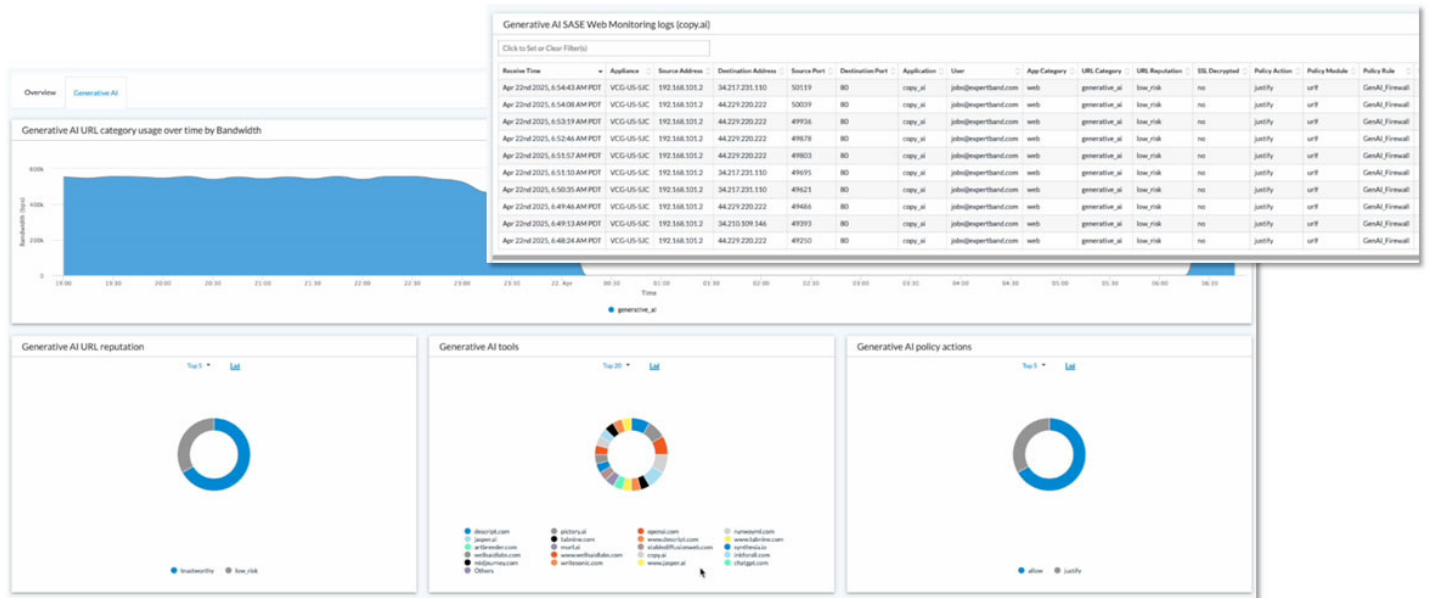 Generative AI SASE Web Monitoring logs (copy.ai)
Click to Set or Clear Filter(s)
Receive Time Appliance Source Address Destination Address Source Port Destination Port Application User App Category URL Category URL Reputation SSL Decrypted Policy Action Policy Module Policy Rule
Apr 22nd 2025, 6:54:43 AM PDT VCG-US-SJC 192.168.101.2 34.217.231.110 50119 80 copy_ai jobs@expertband.com web generative_ai low_risk no justify urlf GenAI_Firewall
Apr 22nd 2025, 6:54:08 AM PDT VCG-US-SJC 192.168.101.2 44.229.220.222 50039 80 copy_ai jobs@expertband.com web generative_ai low_risk no justify urlf GenAI_Firewall
Apr 22nd 2025, 6:53:19 AM PDT VCG-US-SJC 192.168.101.2 44.229.220.222 49936 80 copy_ai jobs@expertband.com web generative_ai low_risk no justify urlf GenAI_Firewall
Apr 22nd 2025, 6:52:46 AM PDT VCG-US-SJC 192.168.101.2 44.229.220.222 49878 80 copy_ai jobs@expertband.com web generative_ai low_risk no justify urlf GenAI_Firewall
Apr 22nd 2025, 6:51:57 AM PDT VCG-US-SJC 192.168.101.2 44.229.220.222 49803 80 copy_ai jobs@expertband.com web generative_ai low_risk no justify urlf GenAI_Firewall
Apr 22nd 2025, 6:51:10 AM PDT VCG-US-SJC 192.168.101.2 34.217.231.110 49695 80 copy_ai jobs@expertband.com web generative_ai low_risk no justify urlf GenAI_Firewall
Apr 22nd 2025, 6:50:35 AM PDT VCG-US-SJC 192.168.101.2 34.217.231.110 49621 80 copy_ai jobs@expertband.com web generative_ai low_risk no justify urlf GenAI_Firewall
Apr 22nd 2025, 6:49:46 AM PDT VCG-US-SJC 192.168.101.2 44.229.220.222 49486 80 copy_ai jobs@expertband.com web generative_ai low_risk no justify urlf GenAI_Firewall
Apr 22nd 2025, 6:49:13 AM PDT VCG-US-SJC 192.168.101.2 34.210.109.146 49393 80 copy_ai jobs@expertband.com web generative_ai low_risk no justify urlf GenAI_Firewall
Apr 22nd 2025, 6:48:24 AM PDT VCG-US-SJC 192.168.101.2 44.229.220.222 49250 80 copy_ai jobs@expertband.com web generative_ai low_risk no justify urlf GenAI_Firewall
Overview Generative AI
Generative AI URL category usage over time by Bandwidth
Bandwidth (bps)
600k
400k
200k
0
19:00 19:30 20:00 20:30 21:00 21:30 22:00 22:30 23:00 23:30 22. Apr 00:30 01:00 01:30 02:00 02:30 03:00 03:30 04:00 04:30 05:00 05:30 06:00 06:30
Time
generative_ai
Generative AI URL reputation
Top 5
trustworthy low_risk
Generative AI tools
Top 20
descript.com pictory.ai openai.com runwayml.com
jasper.ai tabnine.com www.descript.com www.tabnine.com
artbreeder.com murf.ai stablediffusionweb.com synthesia.io
wellsaidlabs.com www.wellsaidlabs.com copy.ai inkforall.com
midjourney.com writesonic.com www.jasper.ai chatgpt.com
Others
Generative AI policy actions
Top 5
allow justify